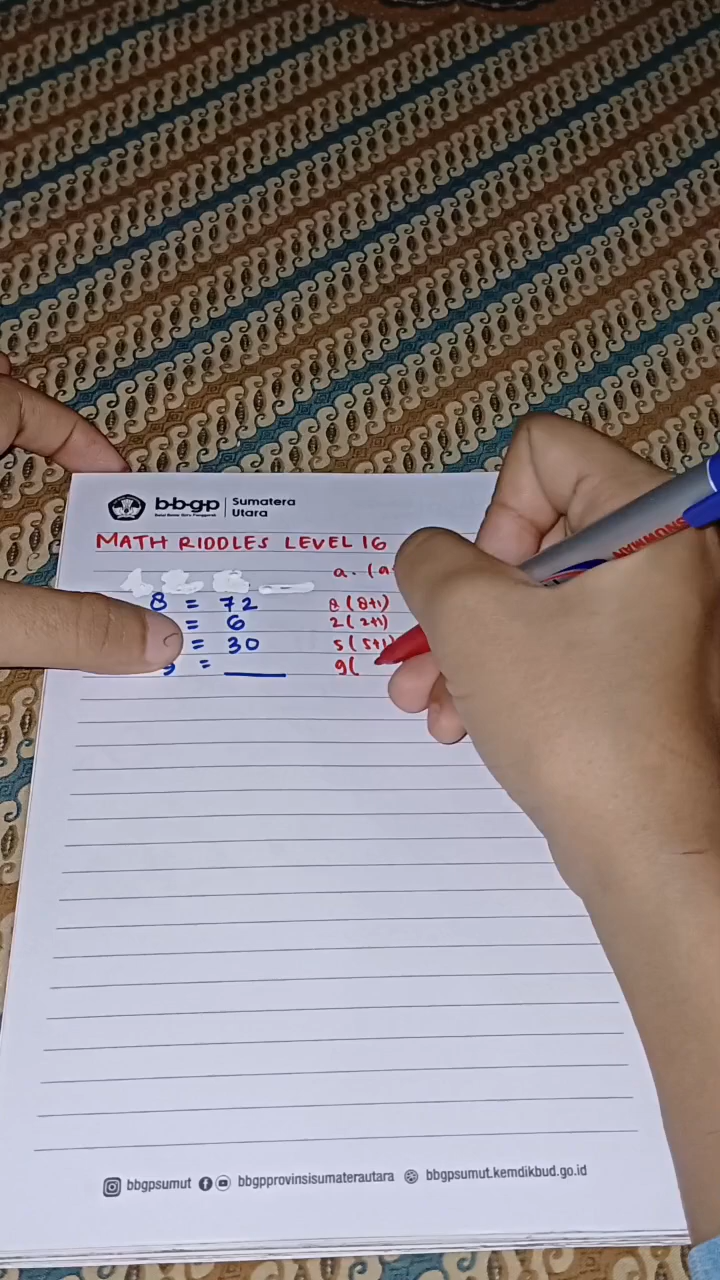 bbgp Sumatera
Utara
MATH RIDDLES LEVEL 16
a. (a
8 = 72 8(8+1)
= 6 2(2+1)
= 30 5(5+1)
= ____ 9(
bbgpsumut bbgpprovinsisumaterautara bbgpsumut.kemdikbud.go.id